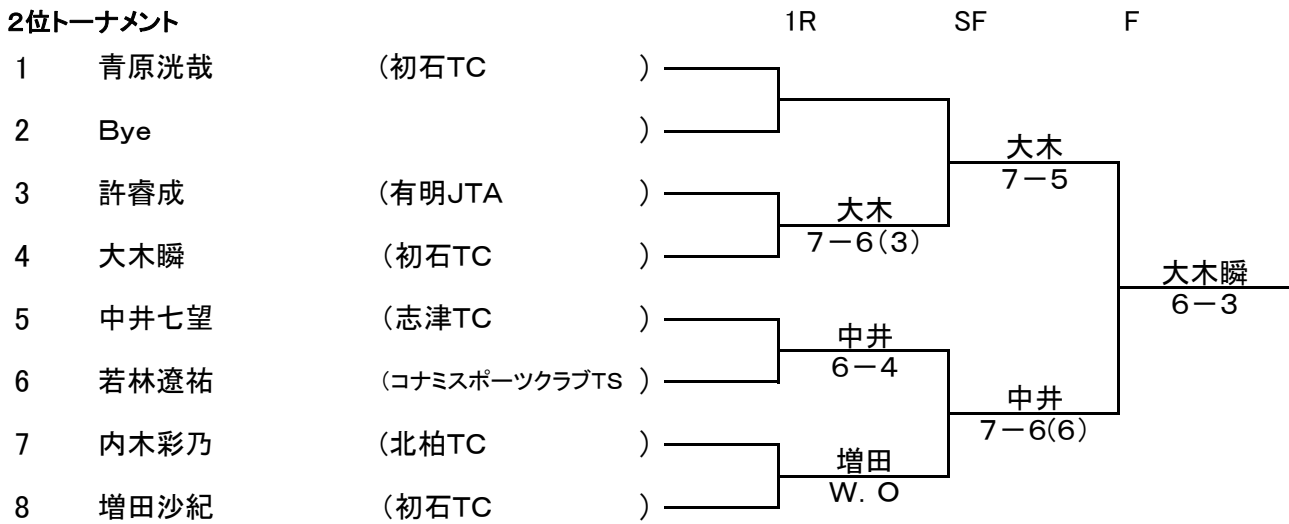 2位トーナメント 1R SF F
1 青原洸哉 (初石TC )
2 Bye )
大木
7-5
3 許睿成 (有明JTA )
大木
7-6(3)
4 大木瞬 (初石TC )
大木瞬
6-3
5 中井七望 (志津TC )
中井
6-4
6 若林遼祐 (コナミスポーツクラブTS )
中井
7-6(6)
7 内木彩乃 (北柏TC )
増田
W.O
8 増田沙紀 (初石TC )